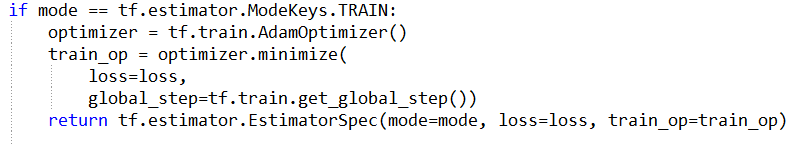 if mode == tf.estimator.ModeKeys.TRAIN:
    optimizer = tf.train.AdamOptimizer()
    train_op = optimizer.minimize(
        loss=loss,
        global_step=tf.train.get_global_step())
    return tf.estimator.EstimatorSpec(mode=mode, loss=loss, train_op=train_op)